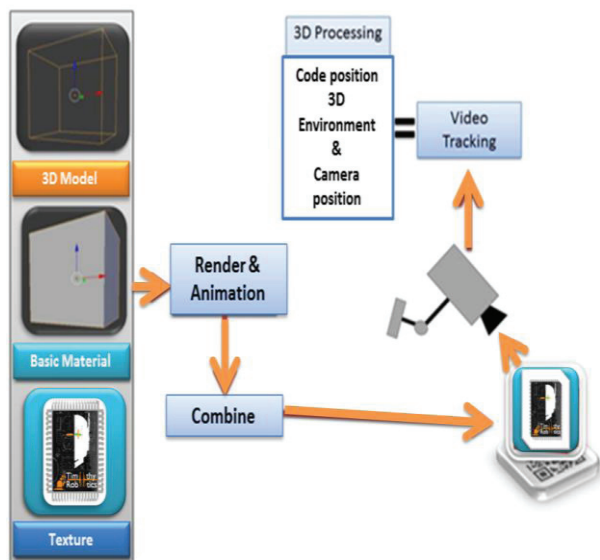 3D Processing
Code position
3D
Environment
&
Camera
position
Video
Tracking
3D Model
Render &
Animation
Basic Material
Combine
Texture